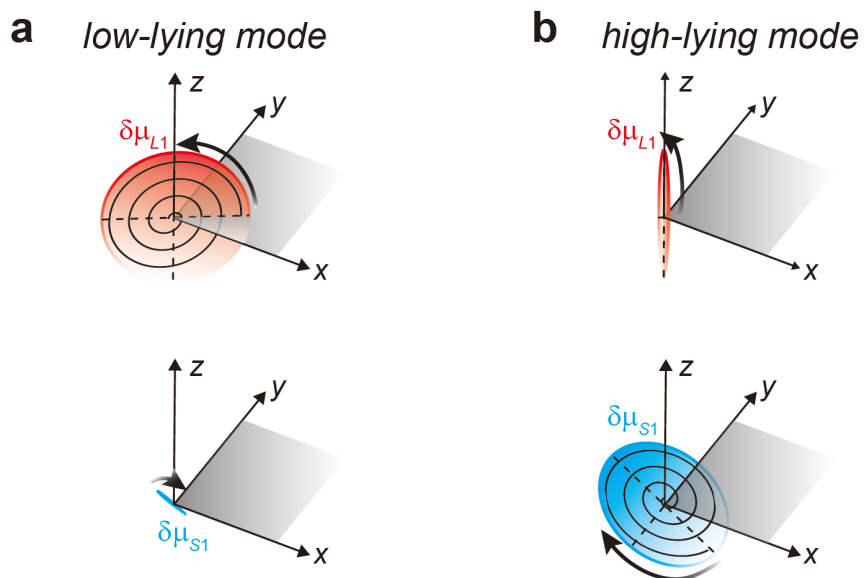 a low-lying mode
z
y
δμL1
x
z
y
δμS1
x
b high-lying mode
z
y
δμL1
x
z
y
δμS1
x